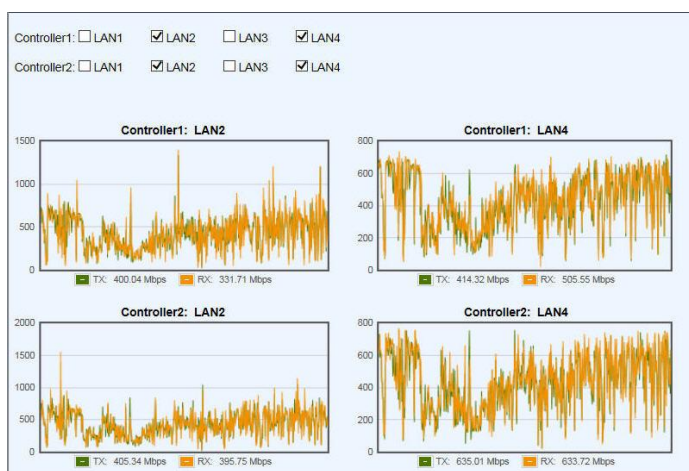 Controller1: LAN1 LAN2 LAN3 LAN4
Controller2: LAN1 LAN2 LAN3 LAN4
Controller1: LAN2
1500
1000
500
0
TX: 400.04 Mbps RX: 331.71 Mbps
Controller1: LAN4
800
600
400
200
0
TX: 414.32 Mbps RX: 505.55 Mbps
Controller2: LAN2
2000
1500
1000
500
0
TX: 405.34 Mbps RX: 395.75 Mbps
Controller2: LAN4
800
600
400
200
0
TX: 635.01 Mbps RX: 633.72 Mbps